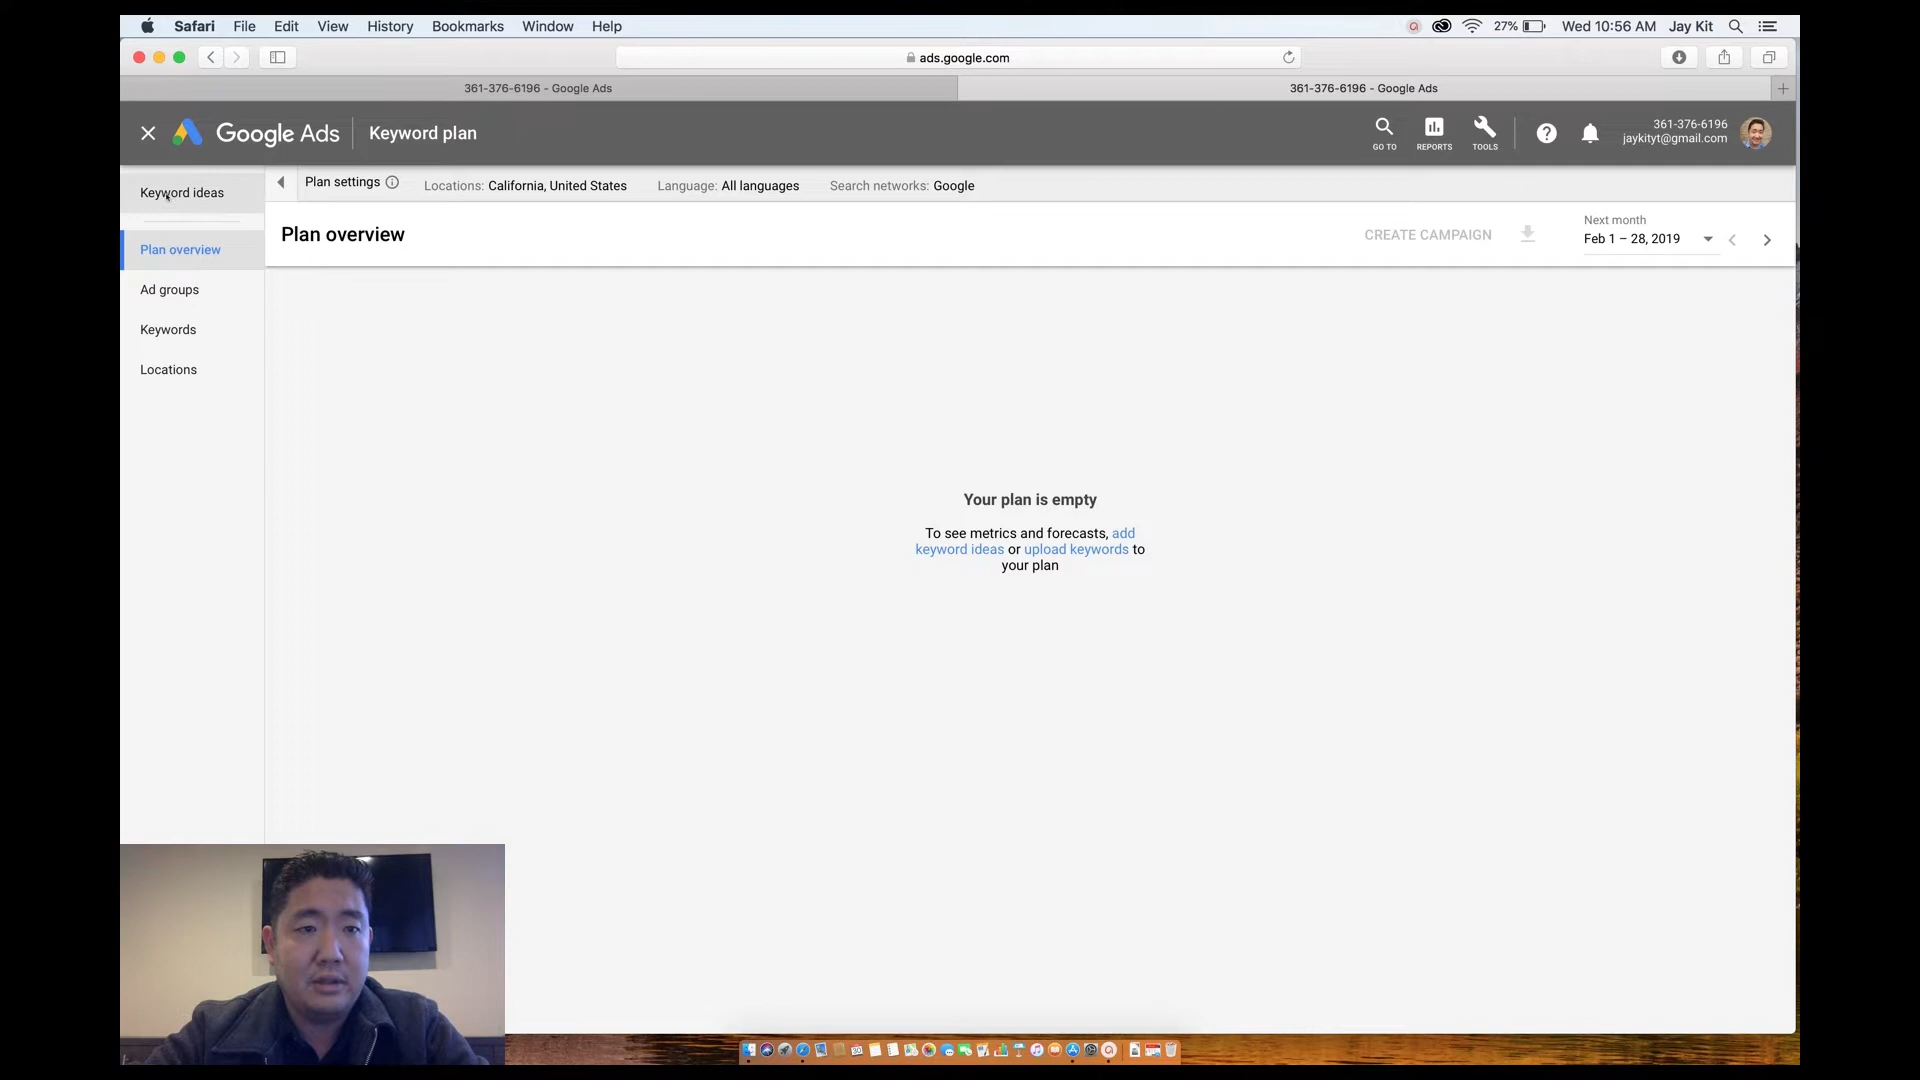 Safari File Edit View History Bookmarks Window Help 27% Wed 10:56 AM Jay Kit
ads.google.com
361-376-6196 - Google Ads
361-376-6196 - Google Ads
Google Ads Keyword plan
GO TO
REPORTS
TOOLS
361-376-6196
jaykityt@gmail.com
Keyword ideas
Plan overview
Ad groups
Keywords
Locations
Plan settings Locations: California, United States Language: All languages Search networks: Google
Plan overview
CREATE CAMPAIGN
Next month
Feb 1 – 28, 2019
Your plan is empty
To see metrics and forecasts, add
keyword ideas or upload keywords to
your plan